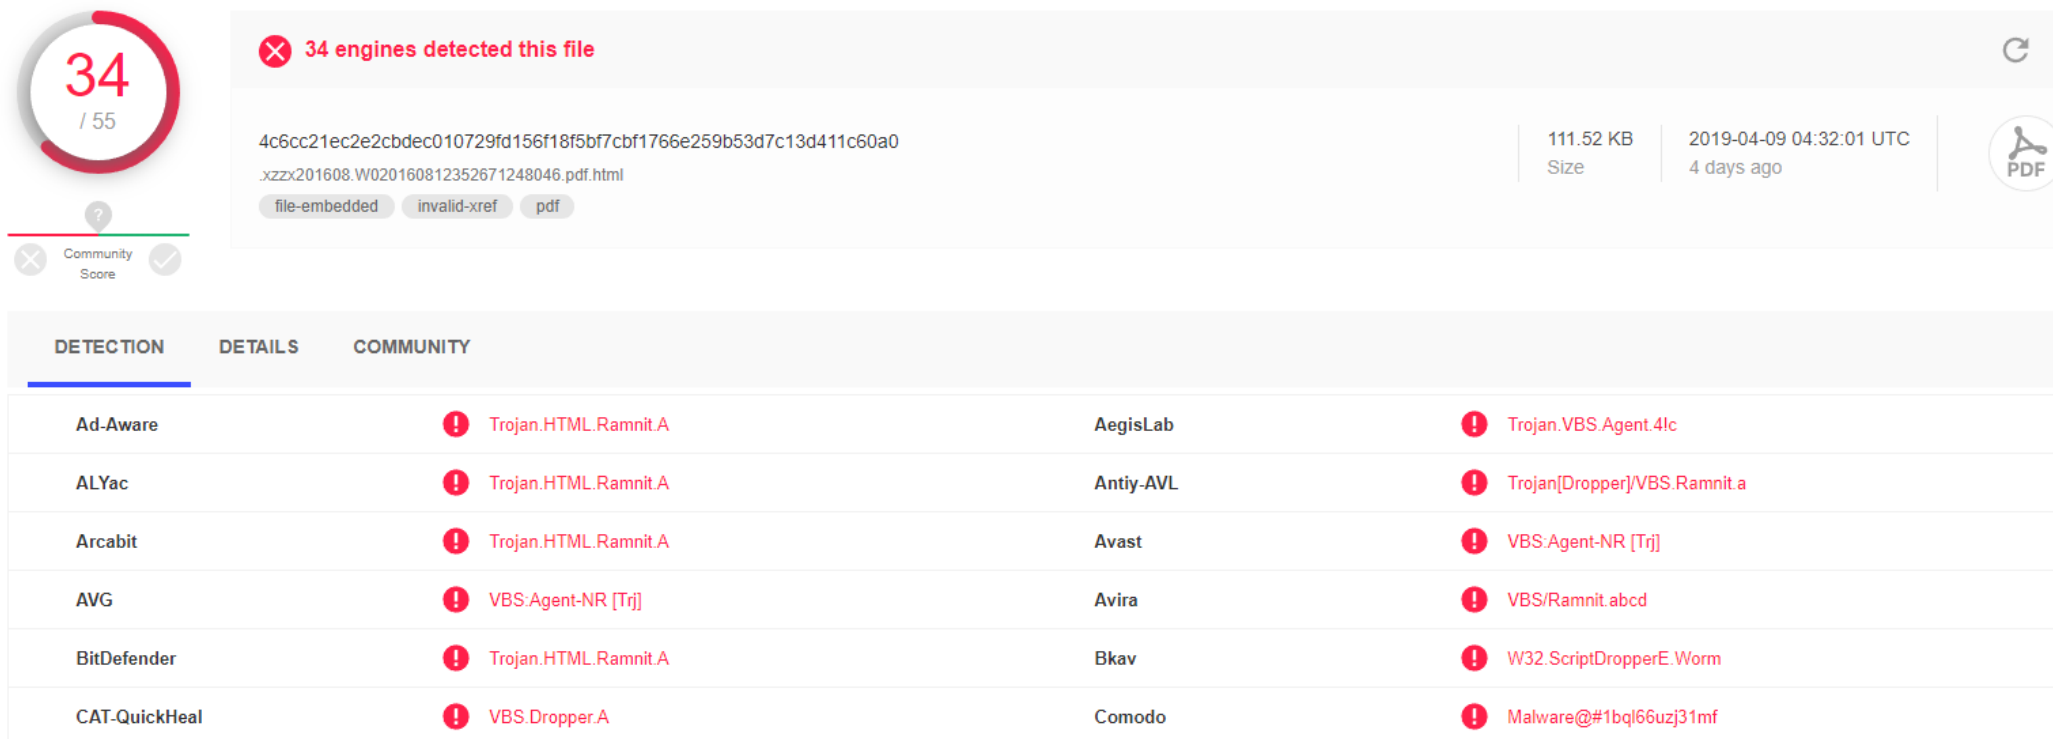 34
/ 55
?
Community
Score
34 engines detected this file
4c6cc21ec2e2cbdec010729fd156f18f5bf7cbf1766e259b53d7c13d411c60a0
.xzzx201608.W020160812352671248046.pdf.html
file-embedded invalid-xref pdf
111.52 KB
Size
2019-04-09 04:32:01 UTC
4 days ago
PDF
DETECTION DETAILS COMMUNITY
Ad-Aware ! Trojan.HTML.Ramnit.A AegisLab ! Trojan.VBS.Agent.4!c
ALYac ! Trojan.HTML.Ramnit.A Antiy-AVL ! Trojan[Dropper]/VBS.Ramnit.a
Arcabit ! Trojan.HTML.Ramnit.A Avast ! VBS:Agent-NR [Trj]
AVG ! VBS:Agent-NR [Trj] Avira ! VBS/Ramnit.abcd
BitDefender ! Trojan.HTML.Ramnit.A Bkav ! W32.ScriptDropperE.Worm
CAT-QuickHeal ! VBS.Dropper.A Comodo ! Malware@#1bql66uzj31mf